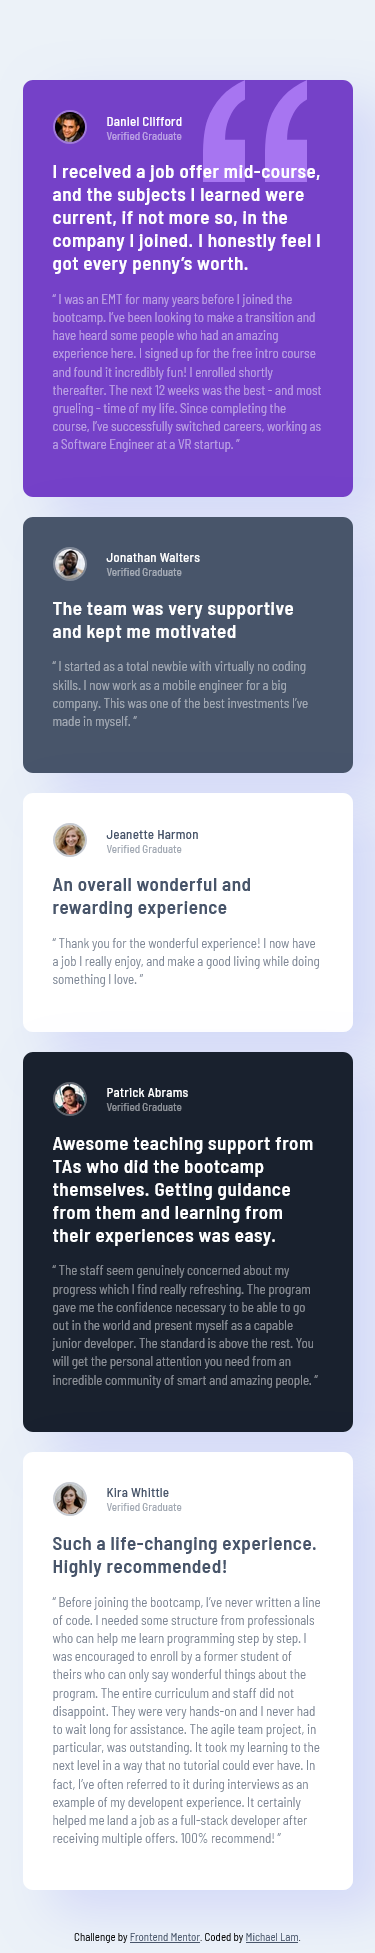 Daniel Clifford
Verified Graduate
I received a job offer mid-course,
and the subjects I learned were
current, if not more so, in the
company I joined. I honestly feel I
got every penny’s worth.
“ I was an EMT for many years before I joined the
bootcamp. I’ve been looking to make a transition and
have heard some people who had an amazing
experience here. I signed up for the free intro course
and found it incredibly fun! I enrolled shortly
thereafter. The next 12 weeks was the best - and most
grueling - time of my life. Since completing the
course, I’ve successfully switched careers, working as
a Software Engineer at a VR startup. ”
Jonathan Walters
Verified Graduate
The team was very supportive
and kept me motivated
“ I started as a total newbie with virtually no coding
skills. I now work as a mobile engineer for a big
company. This was one of the best investments I’ve
made in myself. “
Jeanette Harmon
Verified Graduate
An overall wonderful and
rewarding experience
“ Thank you for the wonderful experience! I now have
a job I really enjoy, and make a good living while doing
something I love. ”
Patrick Abrams
Verified Graduate
Awesome teaching support from
TAs who did the bootcamp
themselves. Getting guidance
from them and learning from
their experiences was easy.
“ The staff seem genuinely concerned about my
progress which I find really refreshing. The program
gave me the confidence necessary to be able to go
out in the world and present myself as a capable
junior developer. The standard is above the rest. You
will get the personal attention you need from an
incredible community of smart and amazing people. “
Kira Whittle
Verified Graduate
Such a life-changing experience.
Highly recommended!
“ Before joining the bootcamp, I’ve never written a line
of code. I needed some structure from professionals
who can help me learn programming step by step. I
was encouraged to enroll by a former student of
theirs who can only say wonderful things about the
program. The entire curriculum and staff did not
disappoint. They were very hands-on and I never had
to wait long for assistance. The agile team project, in
particular, was outstanding. It took my learning to the
next level in a way that no tutorial could ever have. In
fact, I’ve often referred to it during interviews as an
example of my developent experience. It certainly
helped me land a job as a full-stack developer after
receiving multiple offers. 100% recommend! ”
Challenge by Frontend Mentor. Coded by Michael Lam.